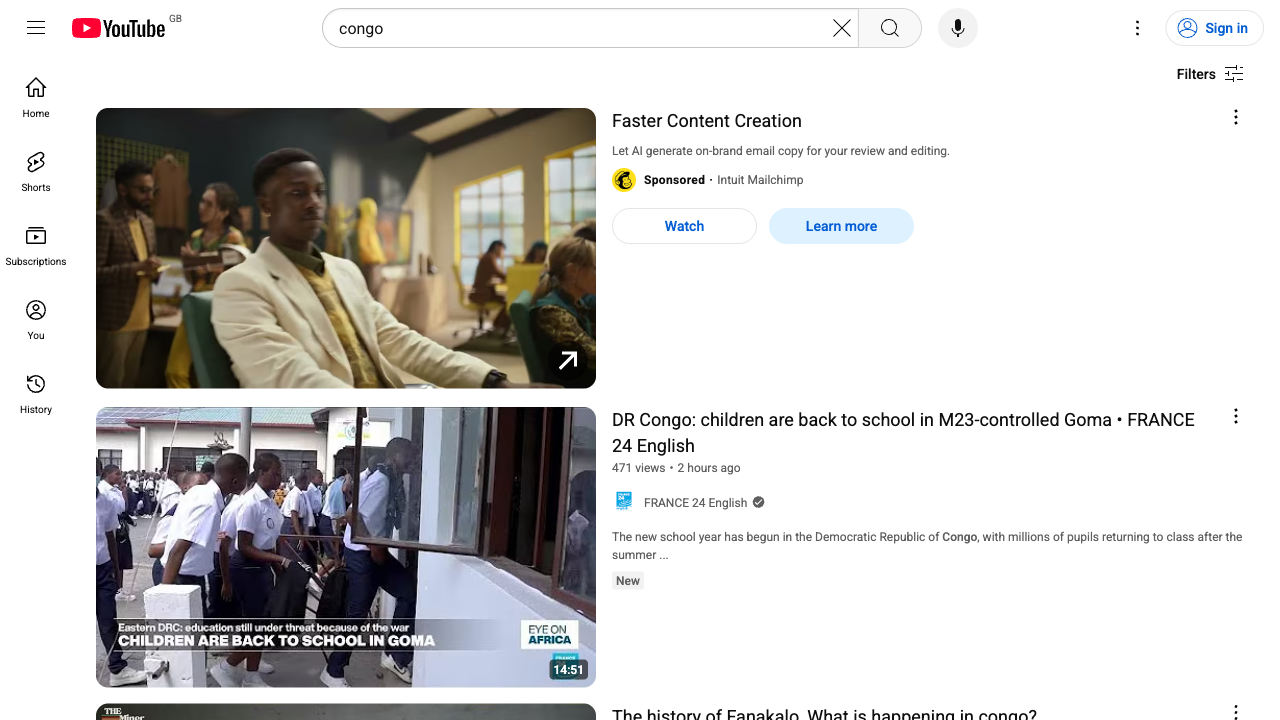 YouTube GB
congo
Sign in
Filters
Home
Shorts
Subscriptions
You
History
Faster Content Creation
Let AI generate on-brand email copy for your review and editing.
Sponsored · Intuit Mailchimp
Watch
Learn more
Eastern DRC: education still under threat because of the war
CHILDREN ARE BACK TO SCHOOL IN GOMA
EYE ON
AFRICA
FRANCE
14:51
DR Congo: children are back to school in M23-controlled Goma • FRANCE
24 English
471 views • 2 hours ago
FRANCE 24 English
The new school year has begun in the Democratic Republic of Congo, with millions of pupils returning to class after the
summer ...
New
THE
Miner
The history of Fanakalo. What is happening in congo?